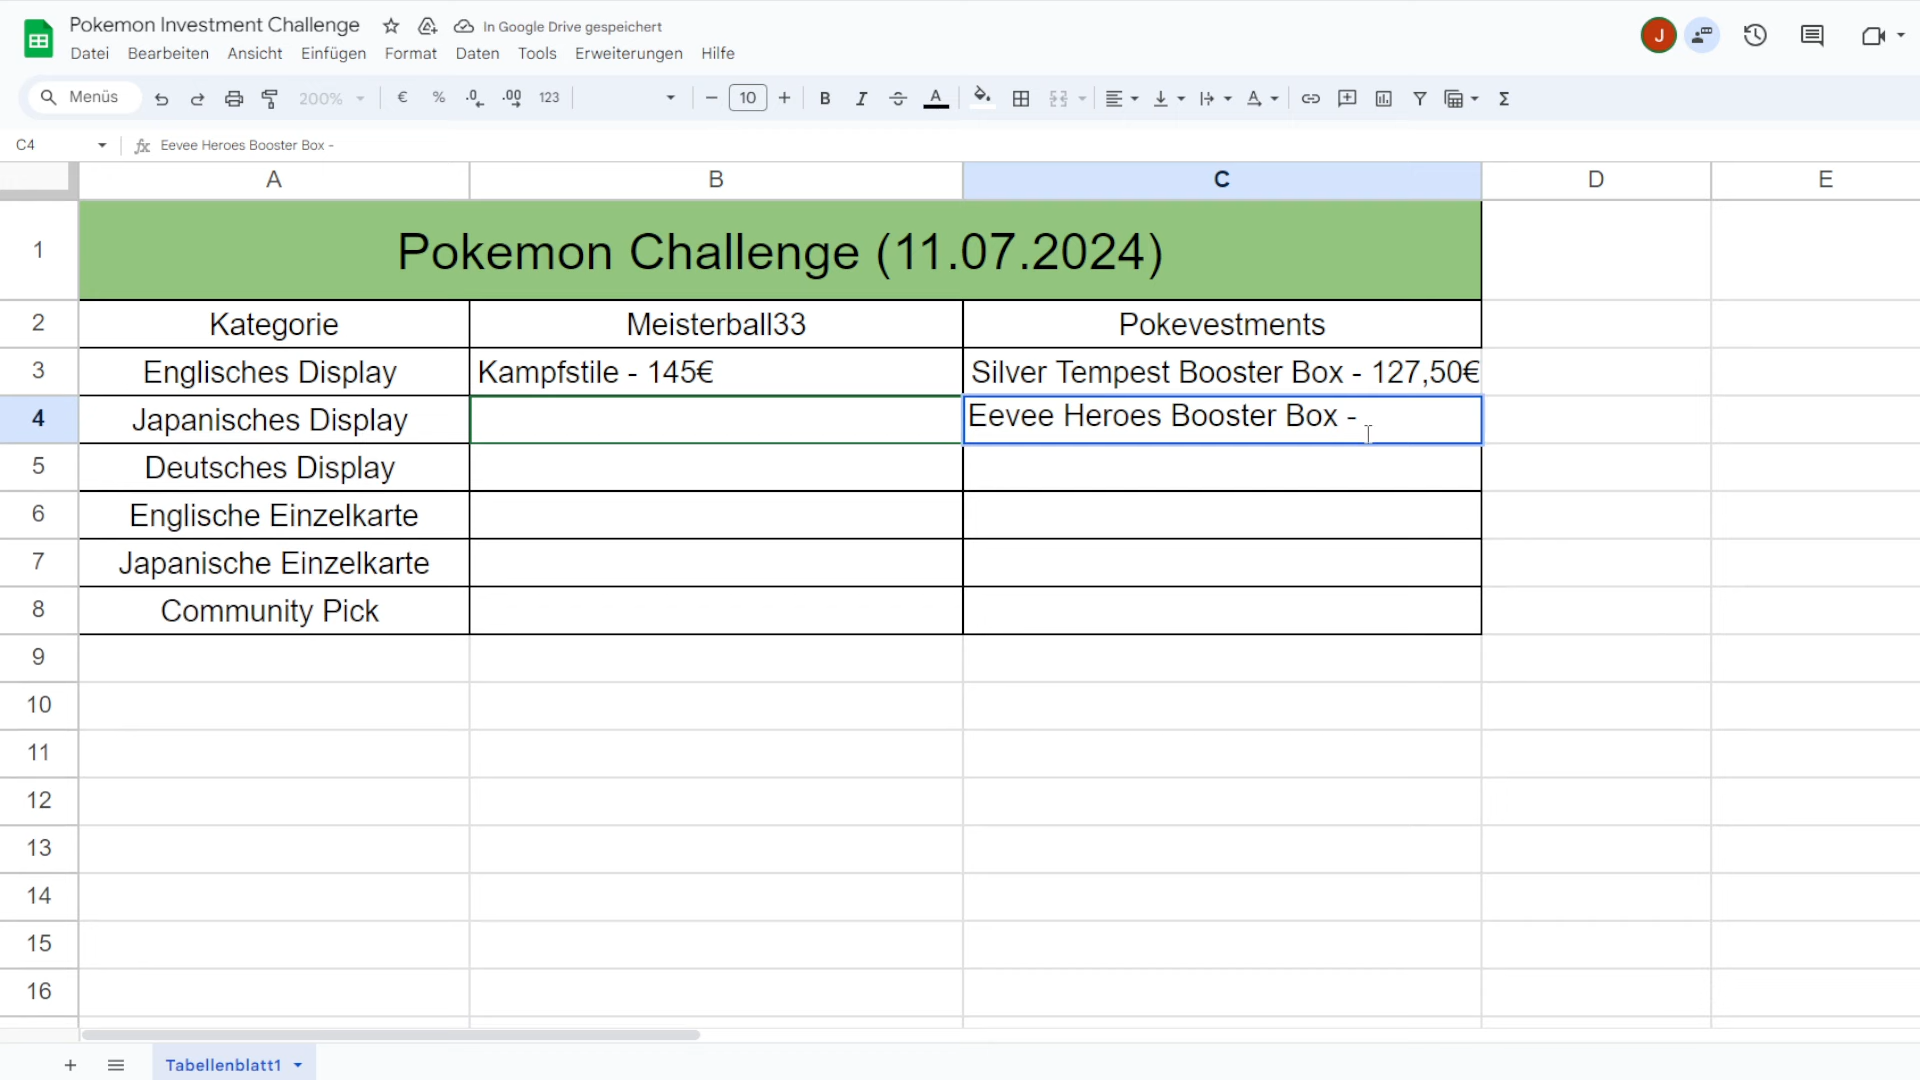 Pokemon Investment Challenge In Google Drive gespeichert
J
Datei Bearbeiten Ansicht Einfügen Format Daten Tools Erweiterungen Hilfe
Menüs 200% € % .0 .00 123 10 B I A A Σ
C4 fx Eevee Heroes Booster Box -
A B C D E
1 Pokemon Challenge (11.07.2024)
2 Kategorie Meisterball33 Pokevestments
3 Englisches Display Kampfstile - 145€ Silver Tempest Booster Box - 127,50€
4 Japanisches Display Eevee Heroes Booster Box -
5 Deutsches Display
6 Englische Einzelkarte
7 Japanische Einzelkarte
8 Community Pick
9
10
11
12
13
14
15
16
Tabellenblatt1